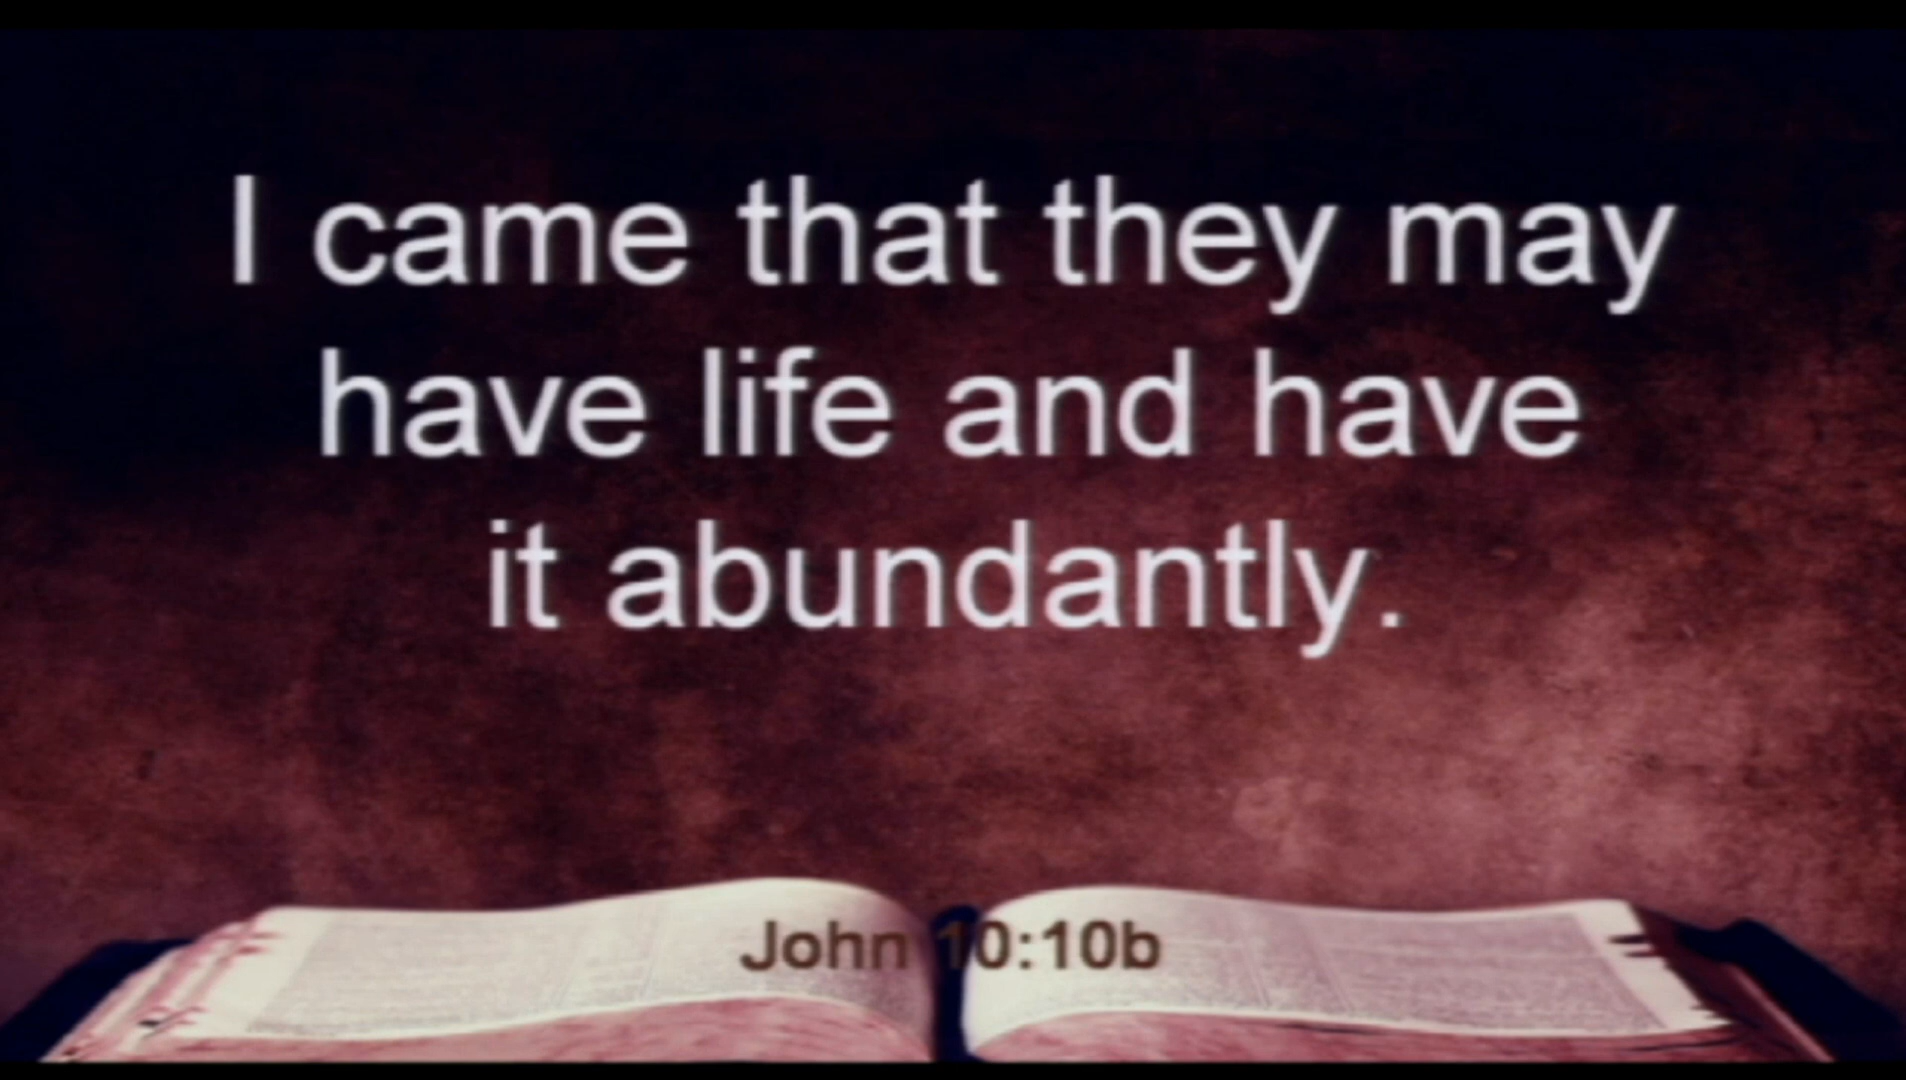 I came that they may
have life and have
it abundantly.
John 10:10b